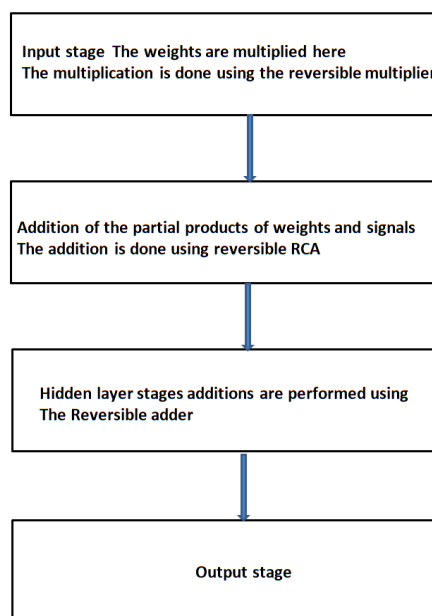 Input stage The weights are multiplied here
The multiplication is done using the reversible multiplier
Addition of the partial products of weights and signals
The addition is done using reversible RCA
Hidden layer stages additions are performed using
The Reversible adder
Output stage